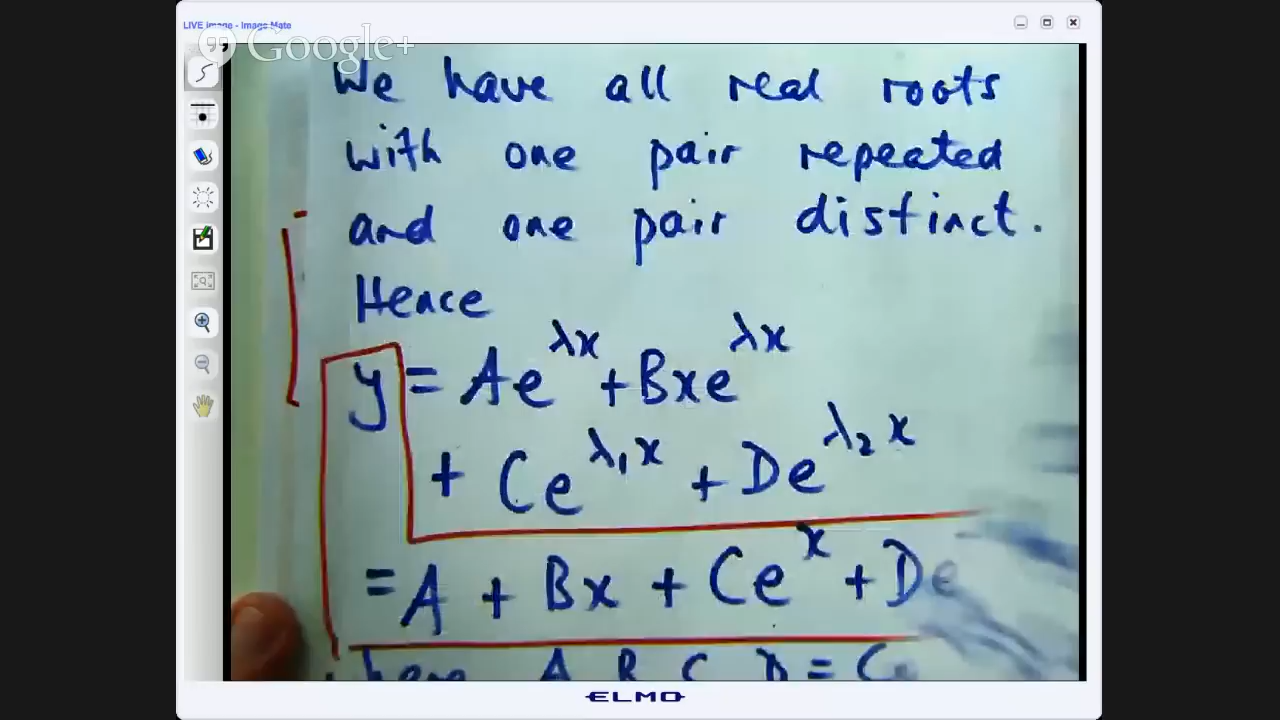 LIVE image - Image Mate
Google+
We have all real roots
with one pair repeated
and one pair distinct.
Hence
y = Ae^{λx} + Bxe^{λx}
+ Ce^{λ₁x} + De^{λ₂x}
= A + Bx + Ce^{x} + De
A B C D =
ELMO